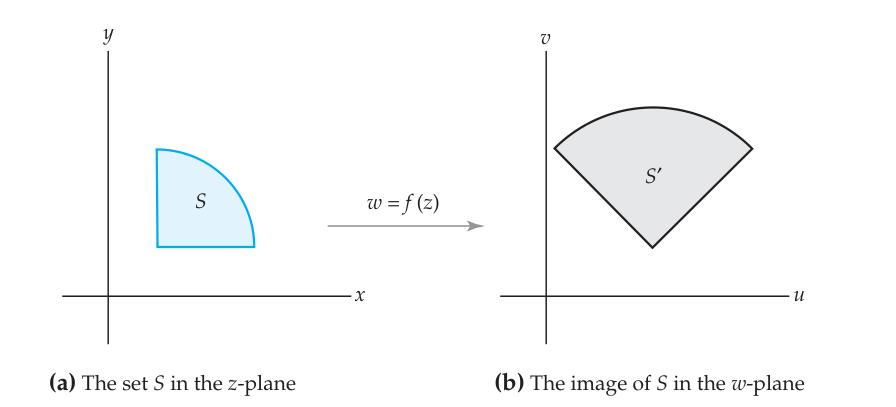 y
S
x
w = f (z)
v
S′
u
(a) The set S in the z-plane
(b) The image of S in the w-plane